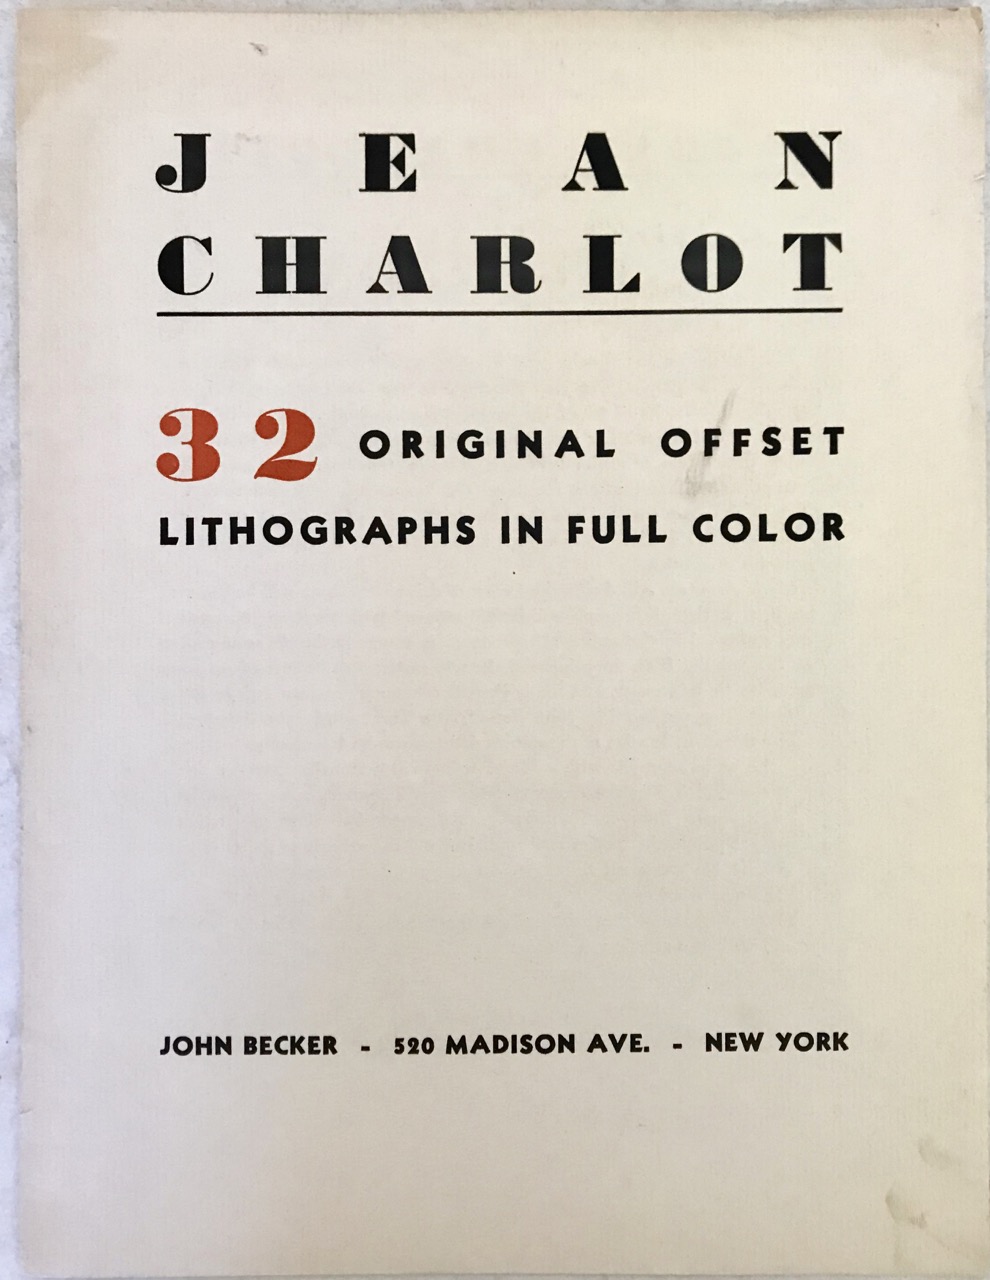 JEAN
CHARLOT
32 ORIGINAL OFFSET
LITHOGRAPHS IN FULL COLOR
JOHN BECKER - 520 MADISON AVE. - NEW YORK